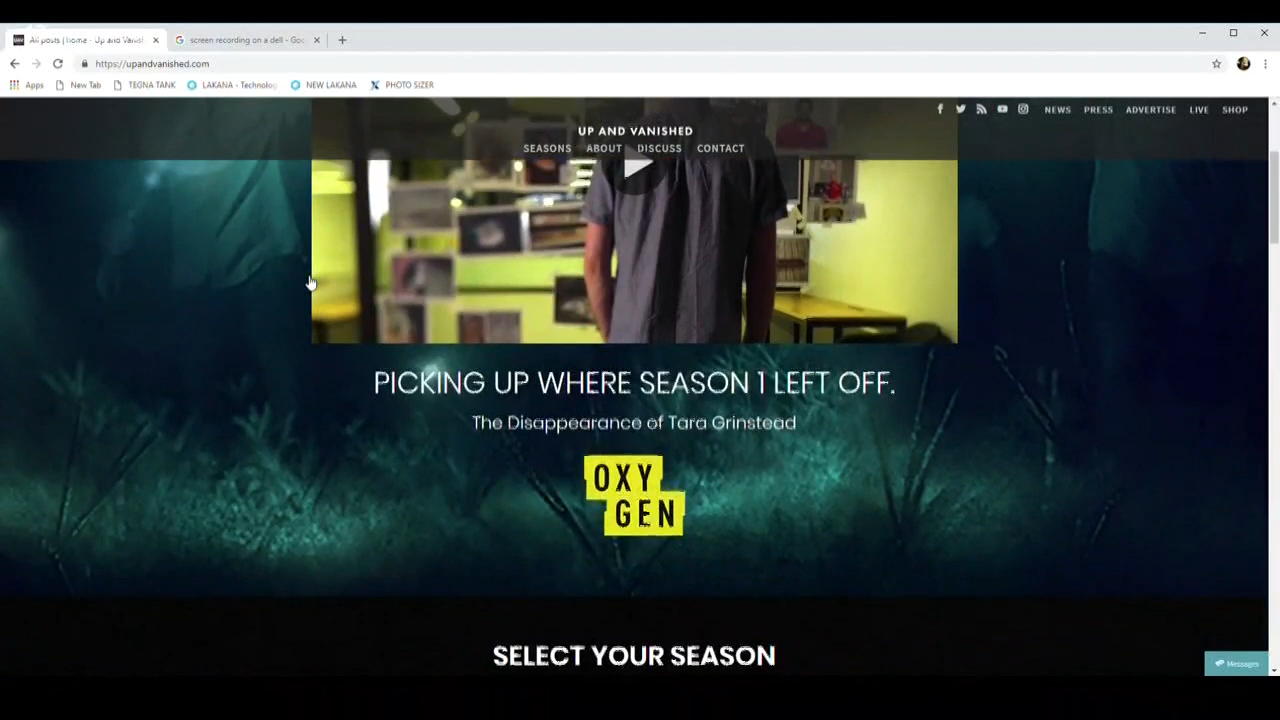 All posts | Home - Up and Vanis
screen recording on a dell - Goo
https://upandvanished.com
Apps
New Tab
TEGNA TANK
LAKANA - Technolog
NEW LAKANA
PHOTO SIZER
NEWS
PRESS
ADVERTISE
LIVE
SHOP
UP AND VANISHED
SEASONS
ABOUT
DISCUSS
CONTACT
PICKING UP WHERE SEASON 1 LEFT OFF.
The Disappearance of Tara Grinstead
OXY
GEN
SELECT YOUR SEASON
Messages